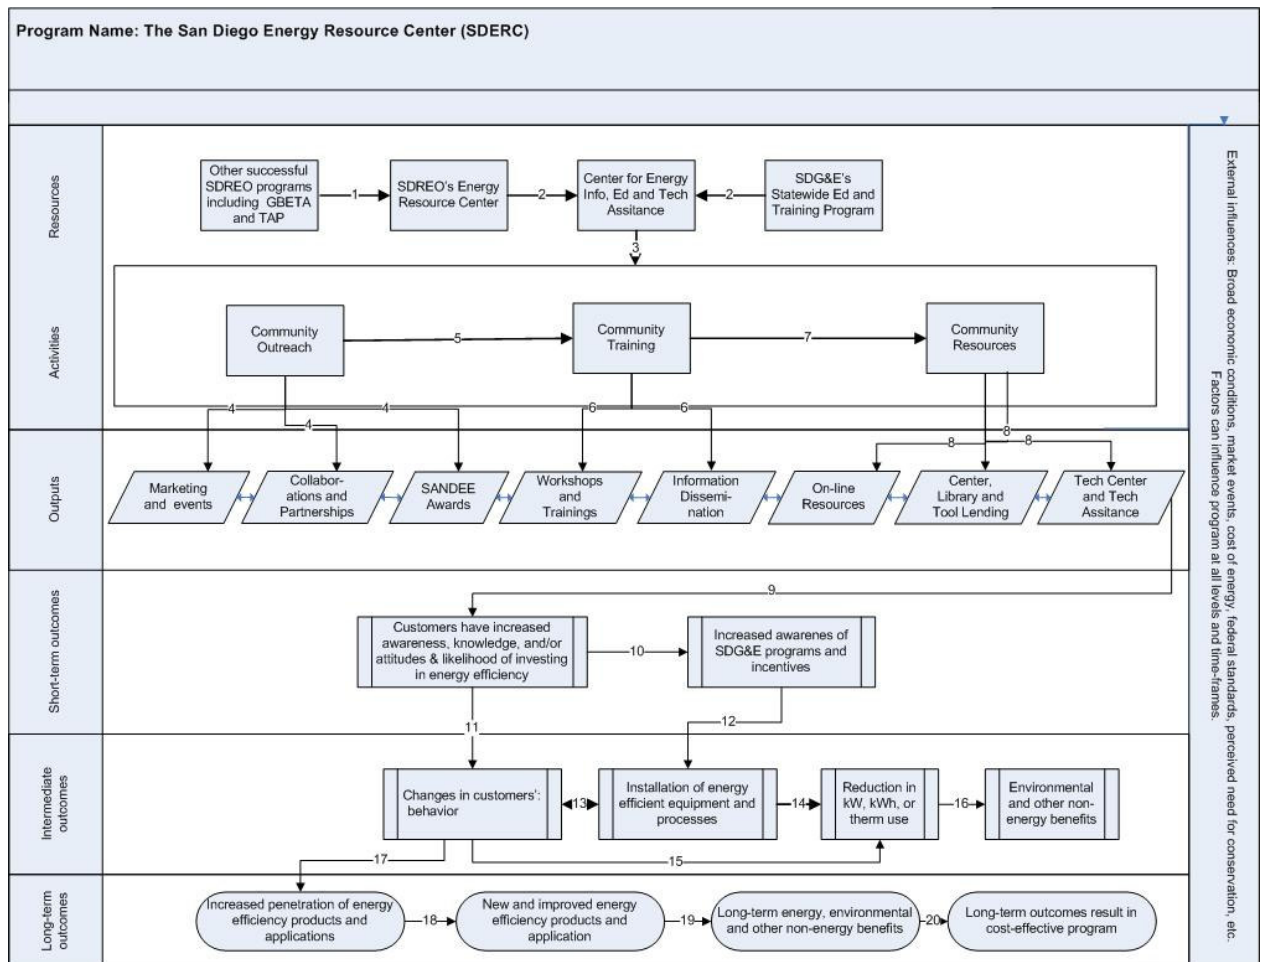 Program Name: The San Diego Energy Resource Center (SDERC)
Resources
Other successful
SDREO programs
including GBETA
and TAP
1
SDREO's Energy
Resource Center
2
Center for Energy
Info, Ed and Tech
Assitance
2
SDG&E's
Statewide Ed and
Training Program
3
Activities
Community
Outreach
5
Community
Training
7
Community
Resources
4
4
4
6
6
8
8
8
Outputs
Marketing
and events
Collabor-
ations and
Partnerships
SANDEE
Awards
Workshops
and
Trainings
Information
Dissemi-
nation
On-line
Resources
Center,
Library and
Tool Lending
Tech Center
and Tech
Assitance
9
Short-term outcomes
Customers have increased
awareness, knowledge, and/or
attitudes & likelihood of investing
in energy efficiency
10
Increased awarenes of
SDG&E programs and
incentives
11
12
Intermediate
outcomes
Changes in customers':
behavior
13
Installation of energy
efficient equipment and
processes
14
Reduction in
kW, kWh, or
therm use
16
Environmental
and other non-
energy benefits
17
15
Long-term
outcomes
Increased penetration of energy
efficiency products and
applications
18
New and improved energy
efficiency products and
application
19
Long-term energy, environmental
and other non-energy benefits
20
Long-term outcomes result in
cost-effective program
External influences: Broad economic conditions, market events, cost of energy, federal standards, perceived need for conservation, etc.
Factors can influence program at all levels and time-frames.